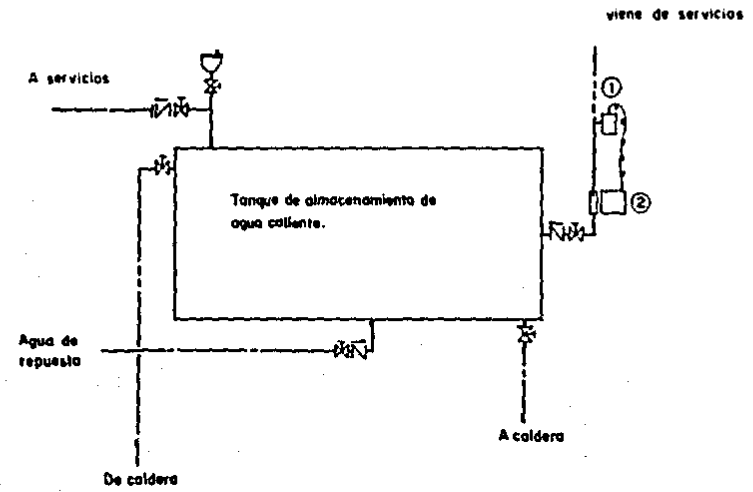 viene de servicios
A servicios
①
Tanque de almacenamiento de
agua caliente.
②
Agua de
repuesta
A caldera
De caldera